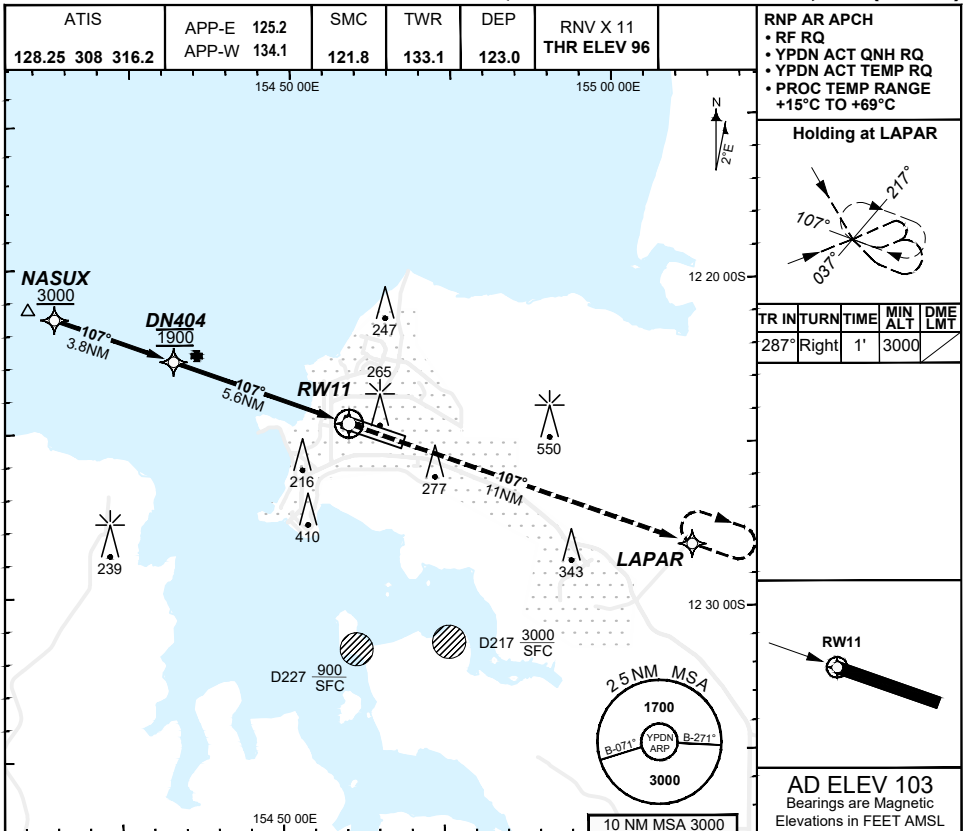 ATIS
128.25 308 316.2
APP-E 125.2
APP-W 134.1
SMC
121.8
TWR
133.1
DEP
123.0
RNV X 11
THR ELEV 96
RNP AR APCH
• RF RQ
• YPDN ACT QNH RQ
• YPDN ACT TEMP RQ
• PROC TEMP RANGE
+15°C TO +69°C
154 50 00E
155 00 00E
N
2°E
Holding at LAPAR
217°
107°
037°
12 20 00S
TR IN TURN TIME MIN ALT DME LMT
287° Right 1' 3000
NASUX
3000
107°
3.8NM
DN404
1900
107°
5.6NM
RW11
247
265
550
216
277
410
107°
11NM
LAPAR
343
239
12 30 00S
D217 3000
SFC
D227 900
SFC
25NM MSA
1700
B-071°
YPDN
ARP
B-271°
3000
10 NM MSA 3000
154 50 00E
RW11
AD ELEV 103
Bearings are Magnetic
Elevations in FEET AMSL